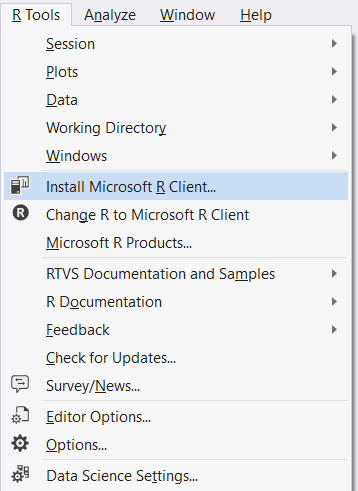 R Tools Analyze Window Help
Session
Plots
Data
Working Directory
Windows
Install Microsoft R Client...
Change R to Microsoft R Client
Microsoft R Products...
RTVS Documentation and Samples
R Documentation
Feedback
Check for Updates...
Survey/News...
Editor Options...
Options...
Data Science Settings...